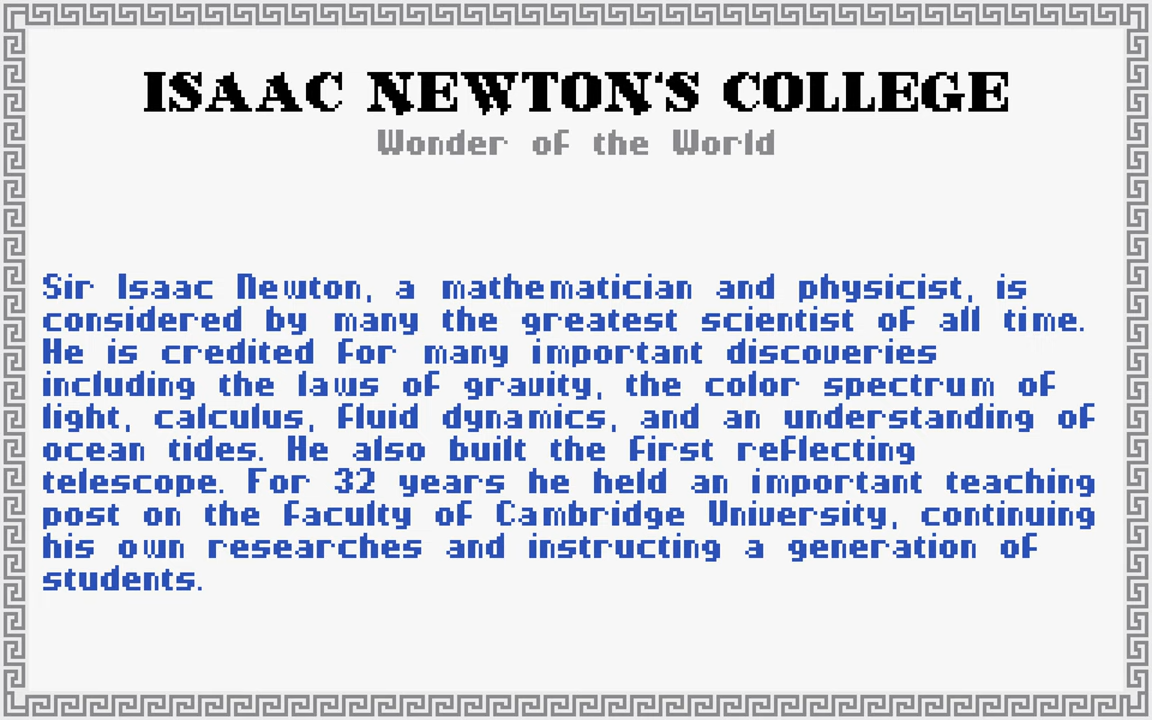 ISAAC NEWTON'S COLLEGE
Wonder of the World
Sir Isaac Newton, a mathematician and physicist, is
considered by many the greatest scientist of all time.
He is credited for many important discoveries
including the laws of gravity, the color spectrum of
light, calculus, fluid dynamics, and an understanding of
ocean tides. He also built the first reflecting
telescope. For 32 years he held an important teaching
post on the faculty of Cambridge University, continuing
his own researches and instructing a generation of
students.